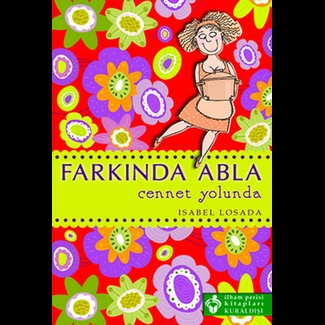 FARKINDA ABLA
cennet yolunda
ISABEL LOSADA
ilham perisi
kitapları
KURALDIŞI